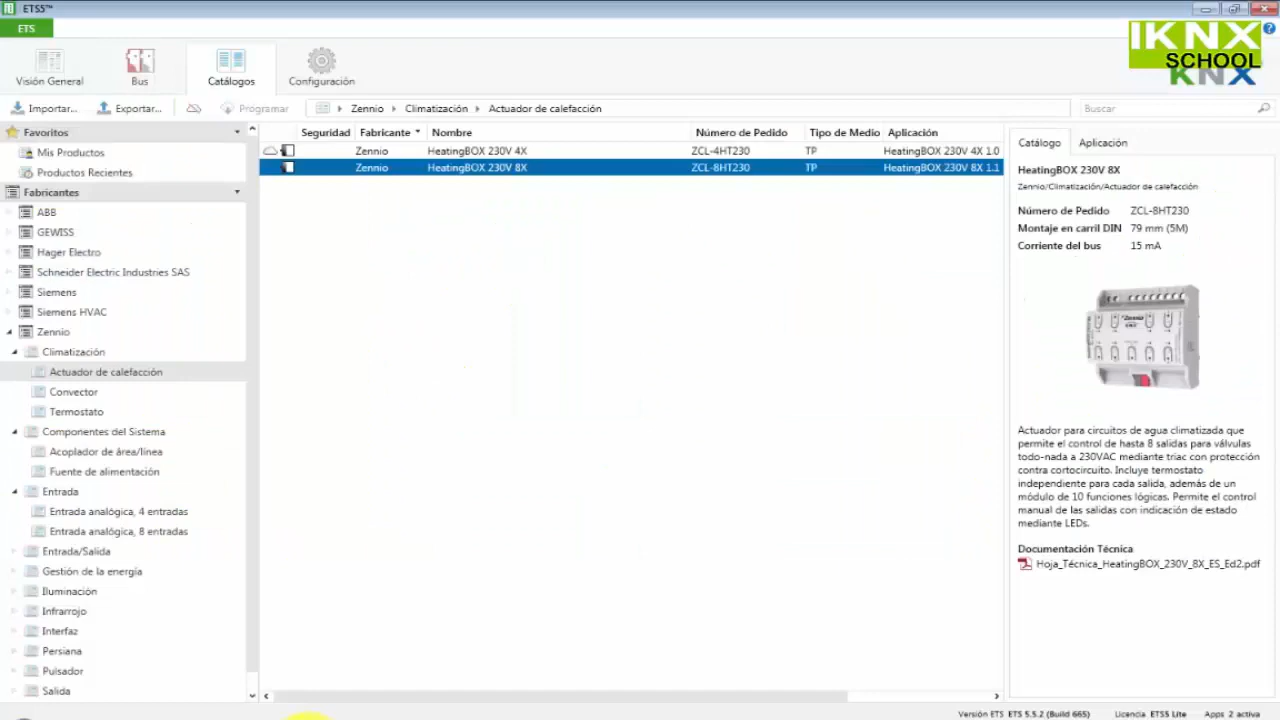 ETS5™
ETS
IKNX
SCHOOL
KNX
Visión General
Bus
Catálogos
Configuración
Importar...
Exportar...
Programar
Zennio
Climatización
Actuador de calefacción
Buscar
Favoritos
Mis Productos
Productos Recientes
Fabricantes
ABB
GEWISS
Hager Electro
Schneider Electric Industries SAS
Siemens
Siemens HVAC
Zennio
Climatización
Actuador de calefacción
Convector
Termostato
Componentes del Sistema
Acoplador de área/línea
Fuente de alimentación
Entrada
Entrada analógica, 4 entradas
Entrada analógica, 8 entradas
Entrada/Salida
Gestión de la energía
Iluminación
Infrarrojo
Interfaz
Persiana
Pulsador
Salida
Seguridad Fabricante Nombre Número de Pedido Tipo de Medio Aplicación
Zennio HeatingBOX 230V 4X ZCL-4HT230 TP HeatingBOX 230V 4X 1.0
Zennio HeatingBOX 230V 8X ZCL-8HT230 TP HeatingBOX 230V 8X 1.1
Catálogo Aplicación
HeatingBOX 230V 8X
Zennio/Climatización/Actuador de calefacción
Número de Pedido ZCL-8HT230
Montaje en carril DIN 79 mm (5M)
Corriente del bus 15 mA
Zennio
Actuador para circuitos de agua climatizada que
permite el control de hasta 8 salidas para válvulas
todo-nada a 230VAC mediante triac con protección
contra cortocircuito. Incluye termostato
independiente para cada salida, además de un
módulo de 10 funciones lógicas. Permite el control
manual de las salidas con indicación de estado
mediante LEDs.
Documentación Técnica
Hoja_Técnica_HeatingBOX_230V_8X_ES_Ed2.pdf
Versión ETS ETS 5.5.2 (Build 665) Licencia ETS5 Lite Apps 2 activa